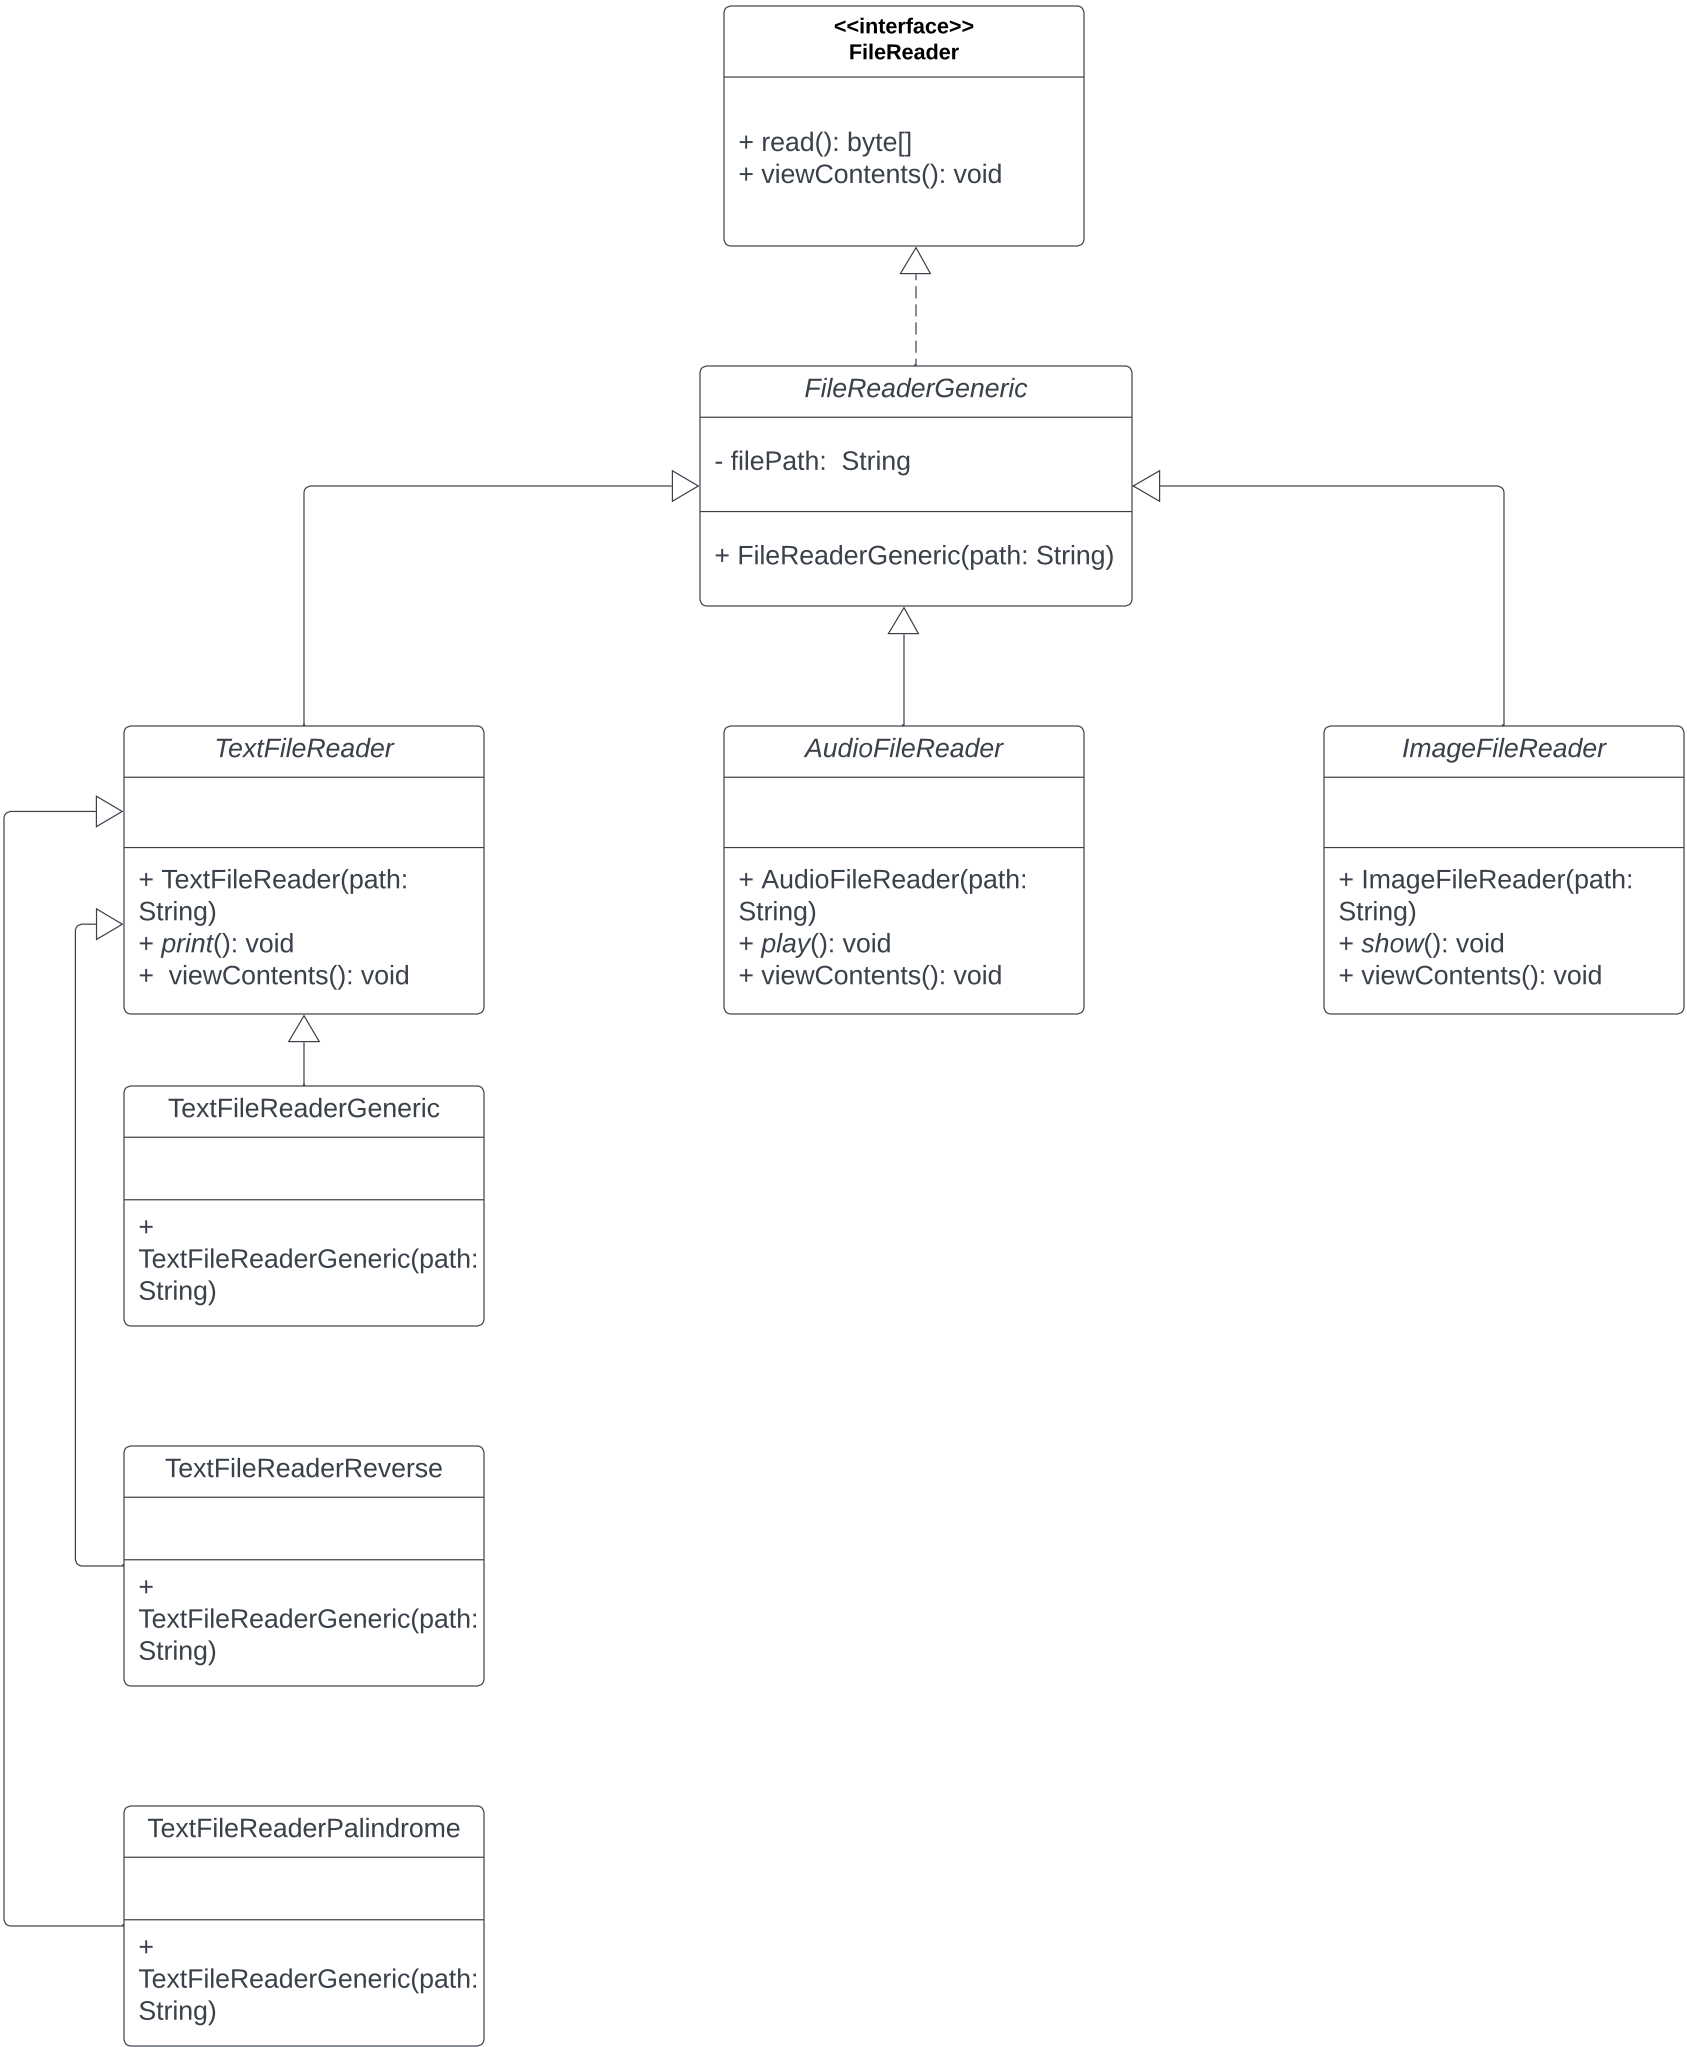 <<interface>>
FileReader
+ read(): byte[]
+ viewContents(): void
FileReaderGeneric
- filePath:  String
+ FileReaderGeneric(path: String)
TextFileReader
+ TextFileReader(path:
String)
+ print(): void
+  viewContents(): void
AudioFileReader
+ AudioFileReader(path:
String)
+ play(): void
+ viewContents(): void
ImageFileReader
+ ImageFileReader(path:
String)
+ show(): void
+ viewContents(): void
TextFileReaderGeneric
+
TextFileReaderGeneric(path:
String)
TextFileReaderReverse
+
TextFileReaderGeneric(path:
String)
TextFileReaderPalindrome
+
TextFileReaderGeneric(path:
String)